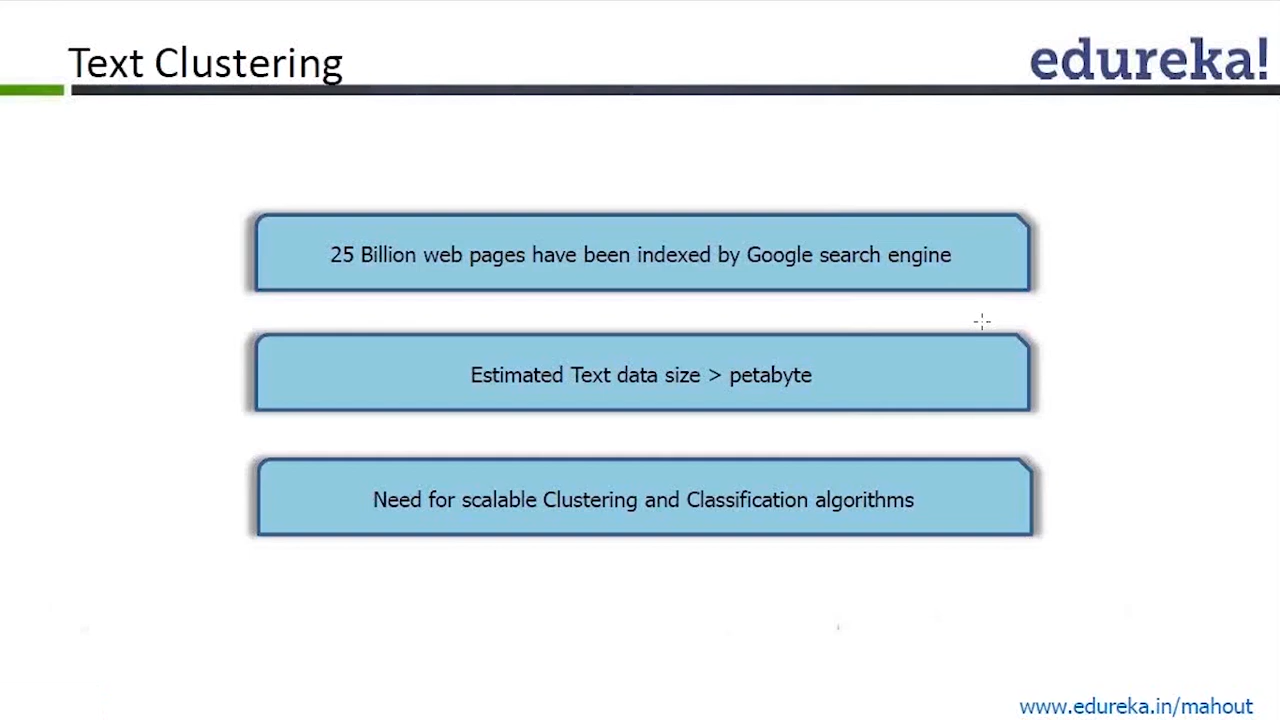 Text Clustering
edureka!
25 Billion web pages have been indexed by Google search engine
Estimated Text data size > petabyte
Need for scalable Clustering and Classification algorithms
www.edureka.in/mahout